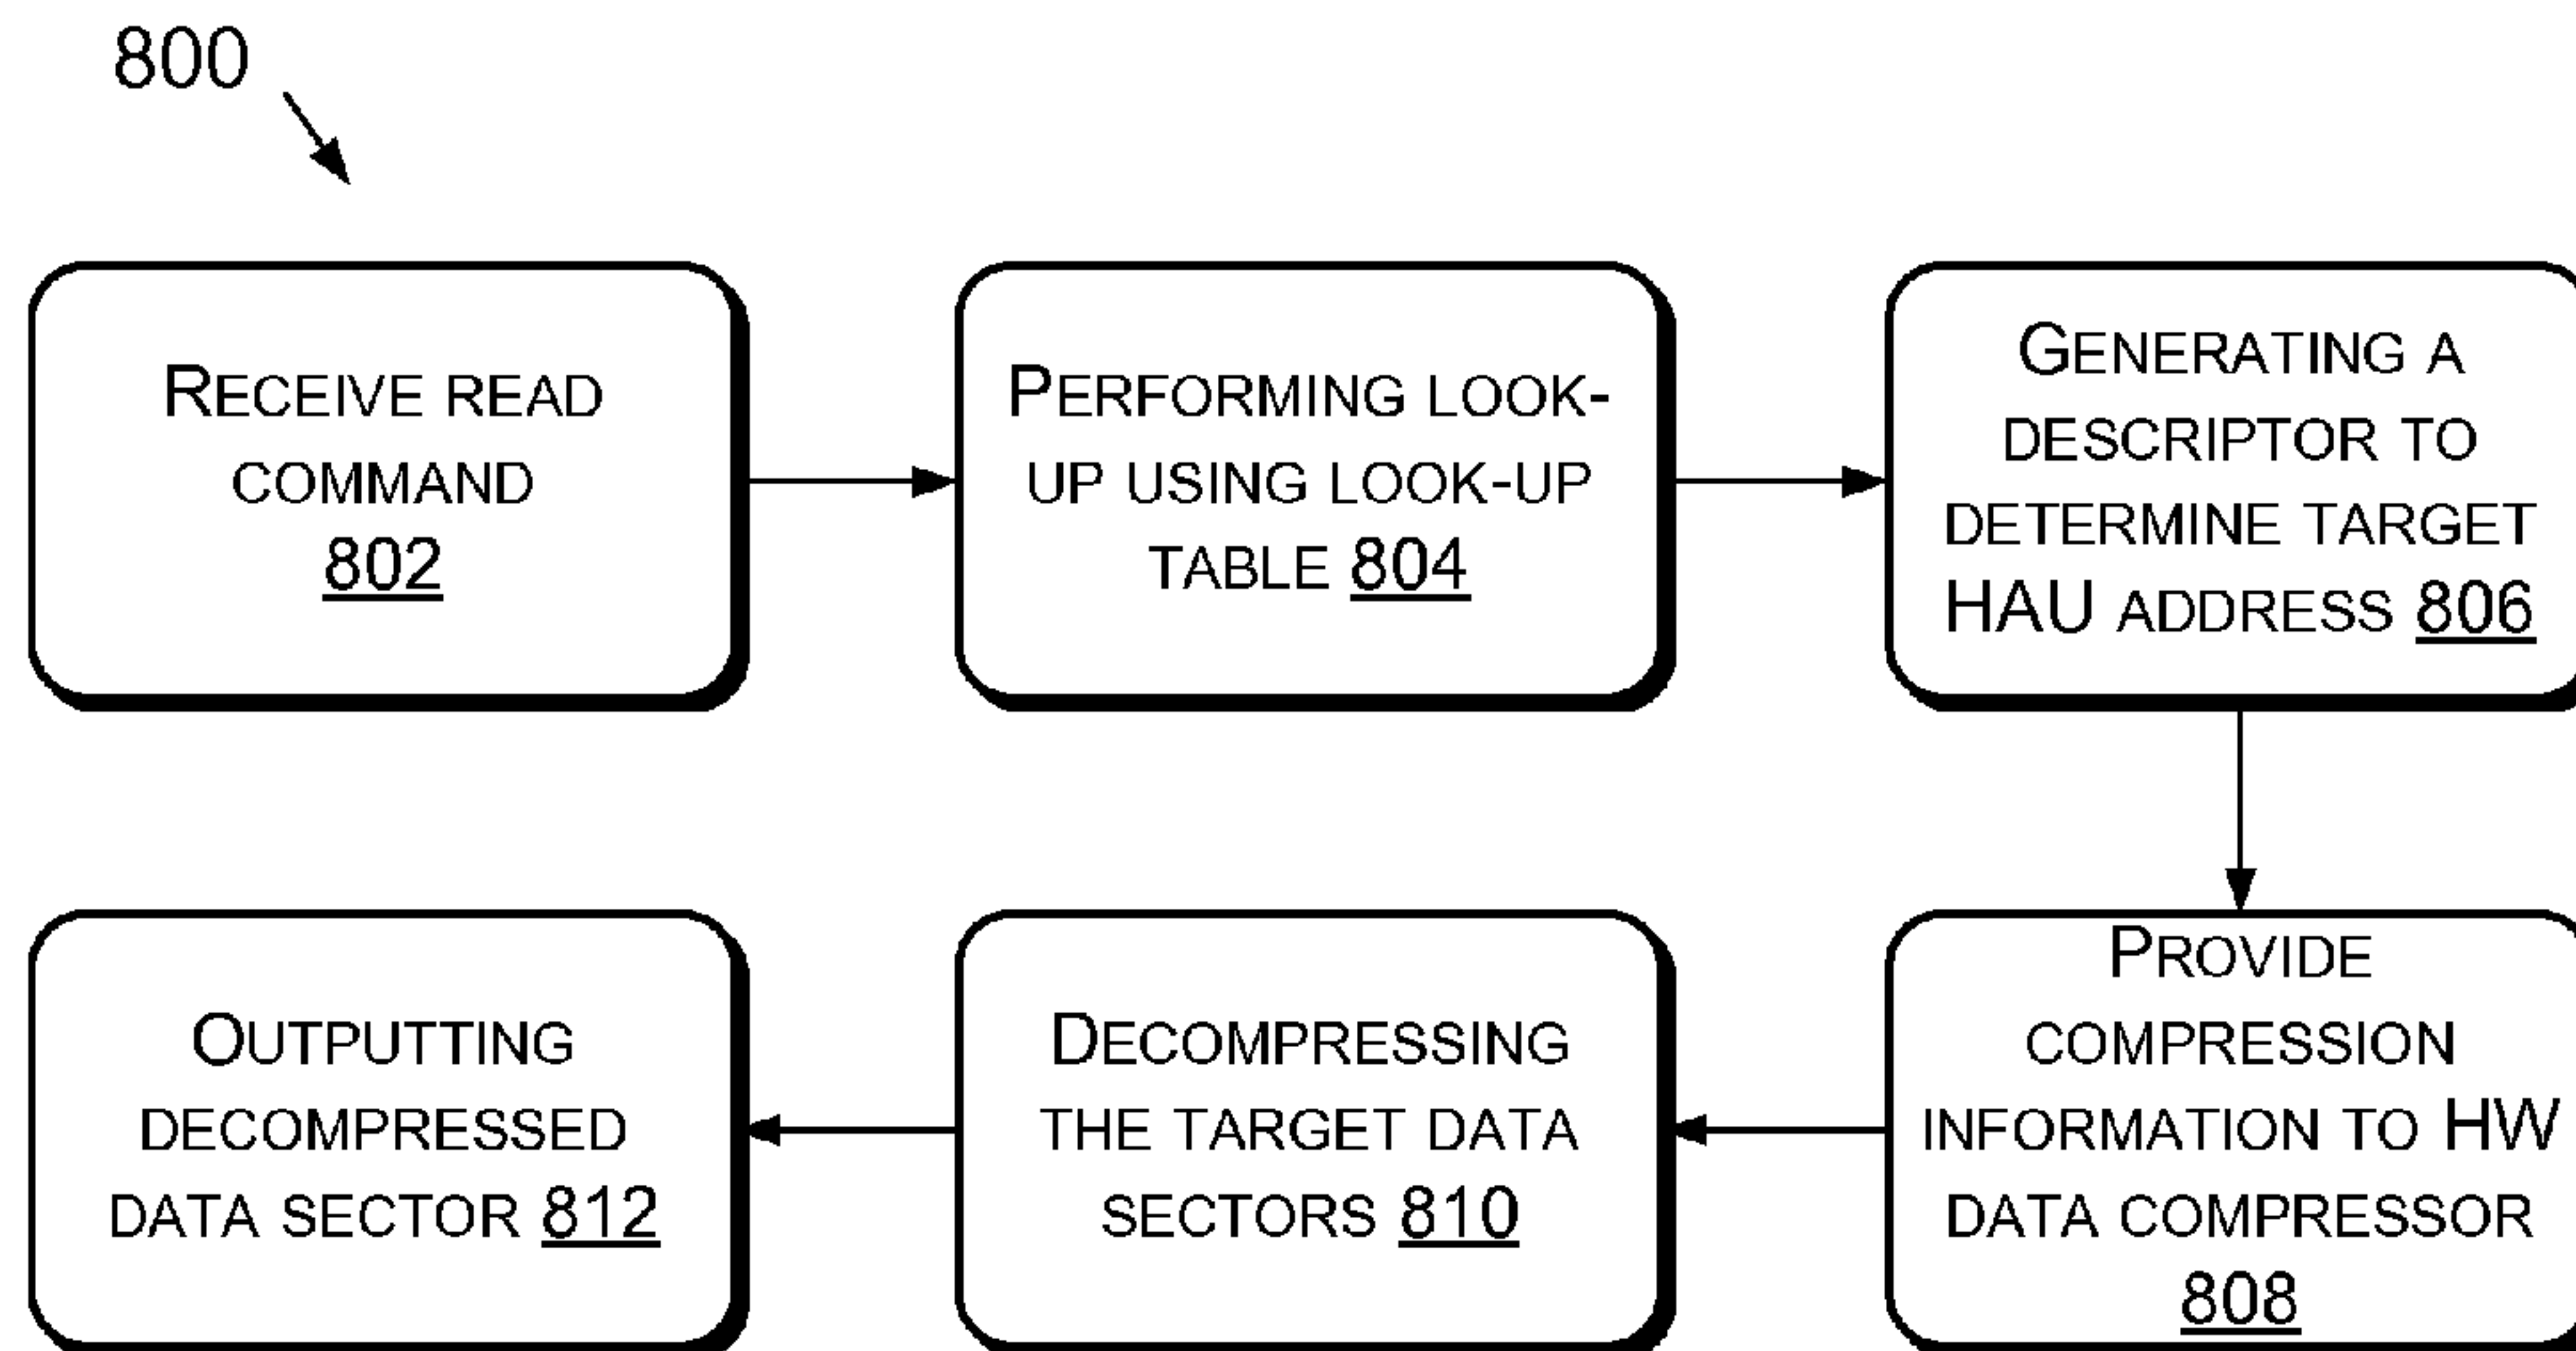 800
RECEIVE READ
COMMAND
802
PERFORMING LOOK-
UP USING LOOK-UP
TABLE 804
GENERATING A
DESCRIPTOR TO
DETERMINE TARGET
HAU ADDRESS 806
PROVIDE
COMPRESSION
INFORMATION TO HW
DATA COMPRESSOR
808
DECOMPRESSING
THE TARGET DATA
SECTORS 810
OUTPUTTING
DECOMPRESSED
DATA SECTOR 812